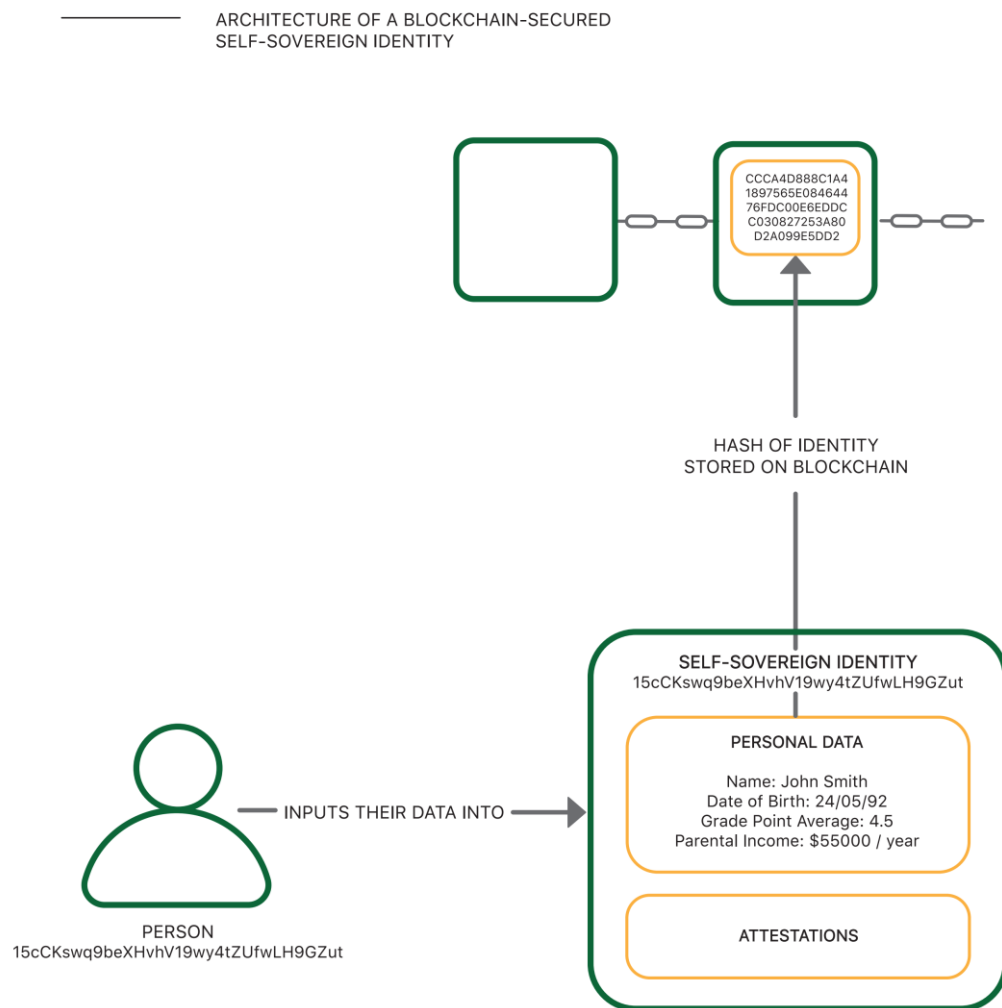 ARCHITECTURE OF A BLOCKCHAIN-SECURED
SELF-SOVEREIGN IDENTITY
CCCA4D888C1A4
1897565E084644
76FDC00E6EDDC
C030827253A80
D2A099E5DD2
HASH OF IDENTITY
STORED ON BLOCKCHAIN
SELF-SOVEREIGN IDENTITY
15cCKswq9beXHvhV19wy4tZUfwLH9GZut
PERSONAL DATA
Name: John Smith
Date of Birth: 24/05/92
Grade Point Average: 4.5
Parental Income: $55000 / year
INPUTS THEIR DATA INTO
ATTESTATIONS
PERSON
15cCKswq9beXHvhV19wy4tZUfwLH9GZut